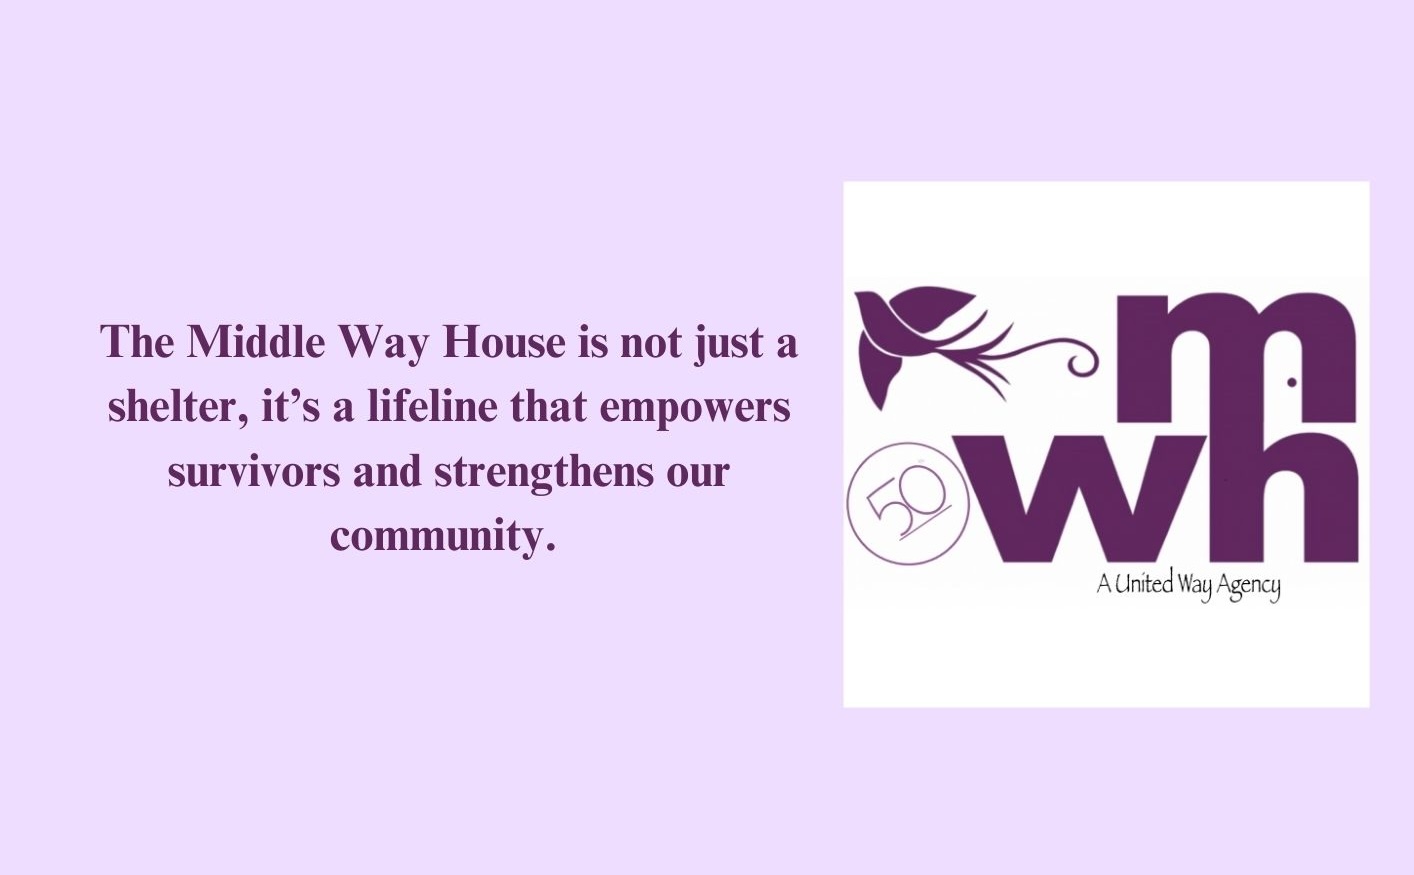 The Middle Way House is not just a
shelter, it’s a lifeline that empowers
survivors and strengthens our
community.
m
wh
50
A United Way Agency